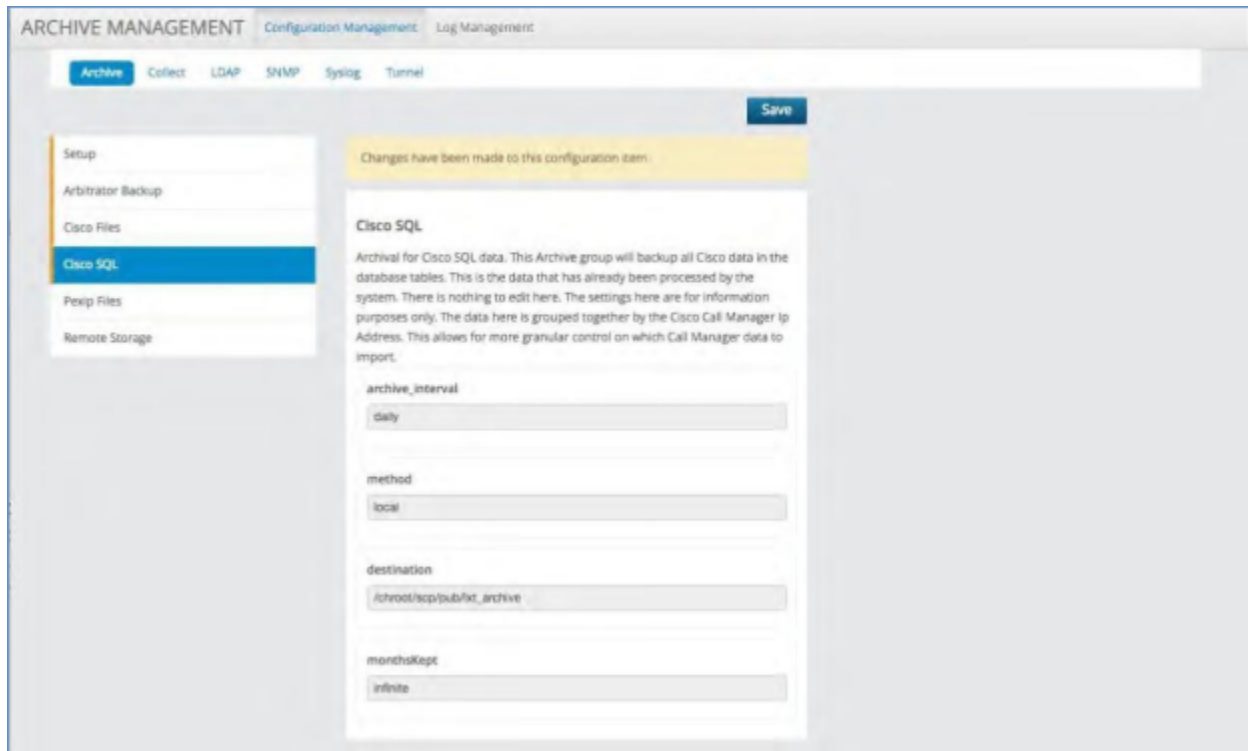 ARCHIVE MANAGEMENT Configuration Management Log Management
Archive Collect LDAP SNMP Syslog Tunnel
Save
Setup
Arbitrator Backup
Cisco Files
Cisco SQL
Pexip Files
Remote Storage
Changes have been made to this configuration item
Cisco SQL
Archival for Cisco SQL data. This Archive group will backup all Cisco data in the
database tables. This is the data that has already been processed by the
system. There is nothing to edit here. The settings here are for information
purposes only. The data here is grouped together by the Cisco Call Manager Ip
Address. This allows for more granular control on which Call Manager data to
import.
archive_interval
daily
method
local
destination
/chroot/scp/pub/lxt_archive
monthsKept
infinite